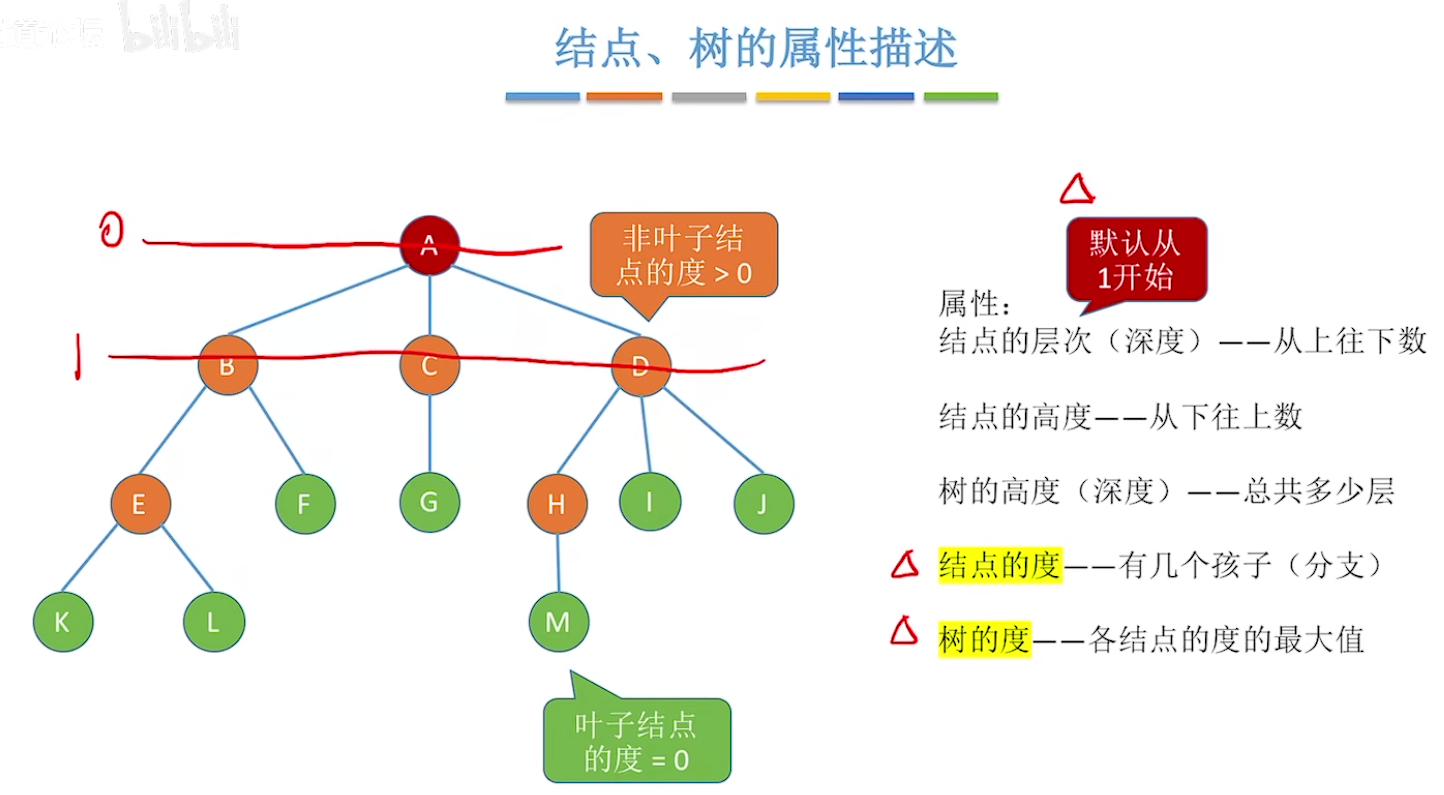 bilibili
结点、树的属性描述
0
A
非叶子结
点的度 > 0
默认从
1开始
属性：
结点的层次（深度）——从上往下数
1
B
C
D
结点的高度——从下往上数
树的高度（深度）——总共多少层
E
F
G
H
I
J
结点的度——有几个孩子（分支）
K
L
M
树的度——各结点的度的最大值
叶子结点
的度 = 0